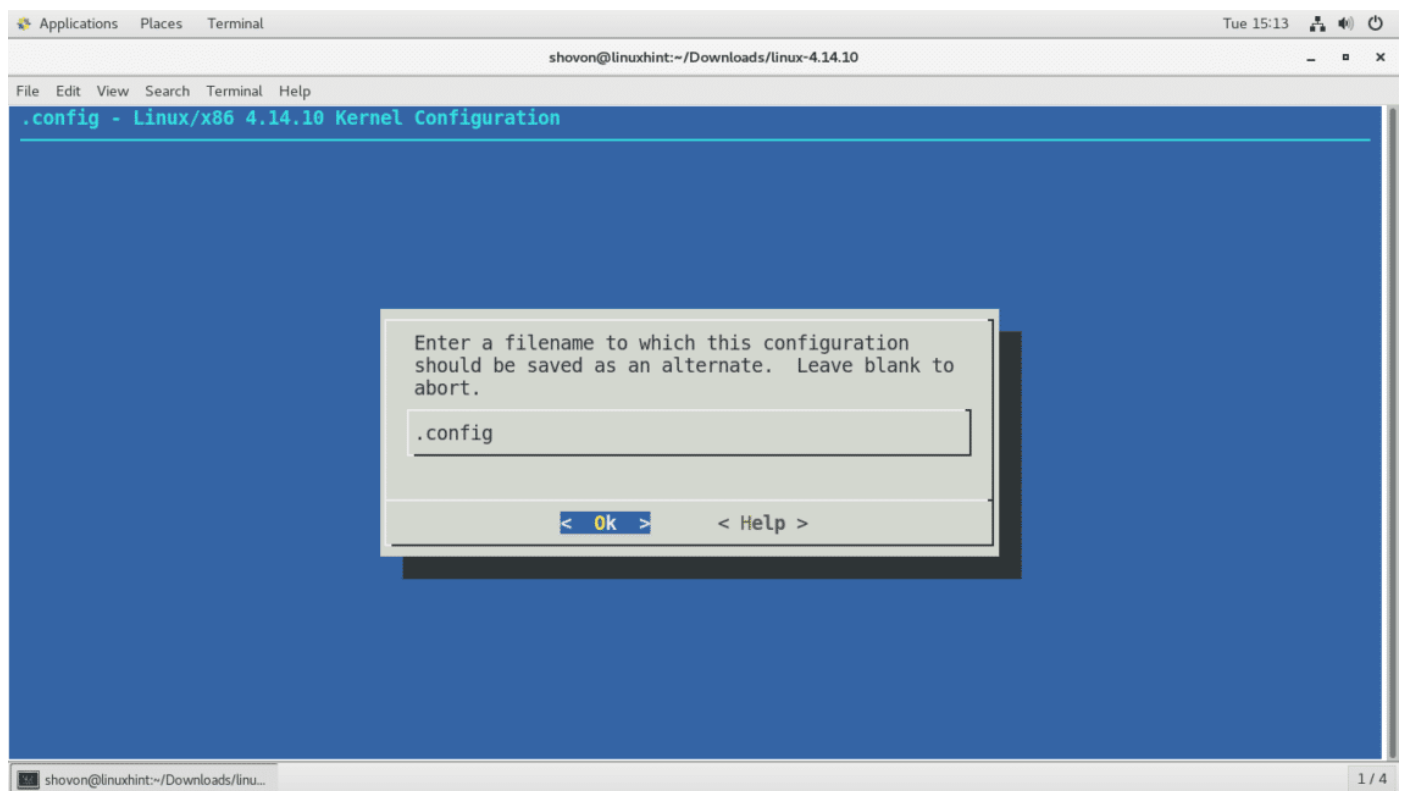 Applications Places Terminal Tue 15:13
shovon@linuxhint:~/Downloads/linux-4.14.10
File Edit View Search Terminal Help
.config - Linux/x86 4.14.10 Kernel Configuration
Enter a filename to which this configuration
should be saved as an alternate.  Leave blank to
abort.
.config
<  Ok  > < Help >
shovon@linuxhint:~/Downloads/linu... 1 / 4